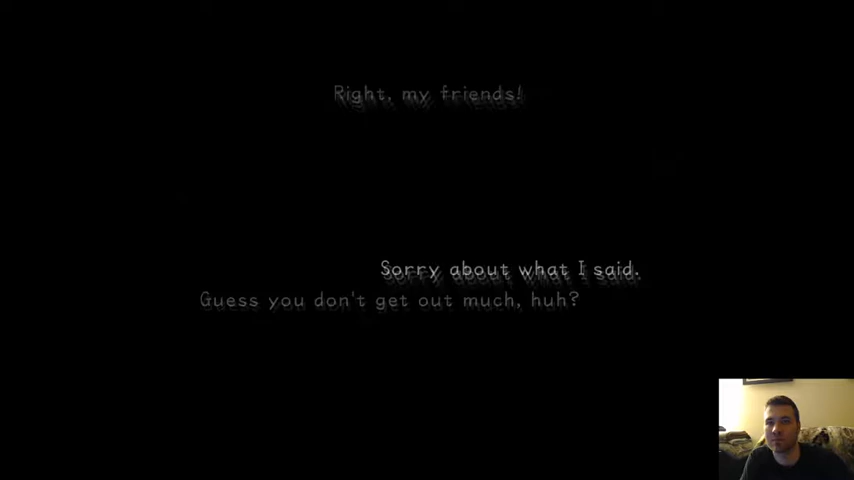 Right, my friends!
Sorry about what I said.
Guess you don't get out much, huh?